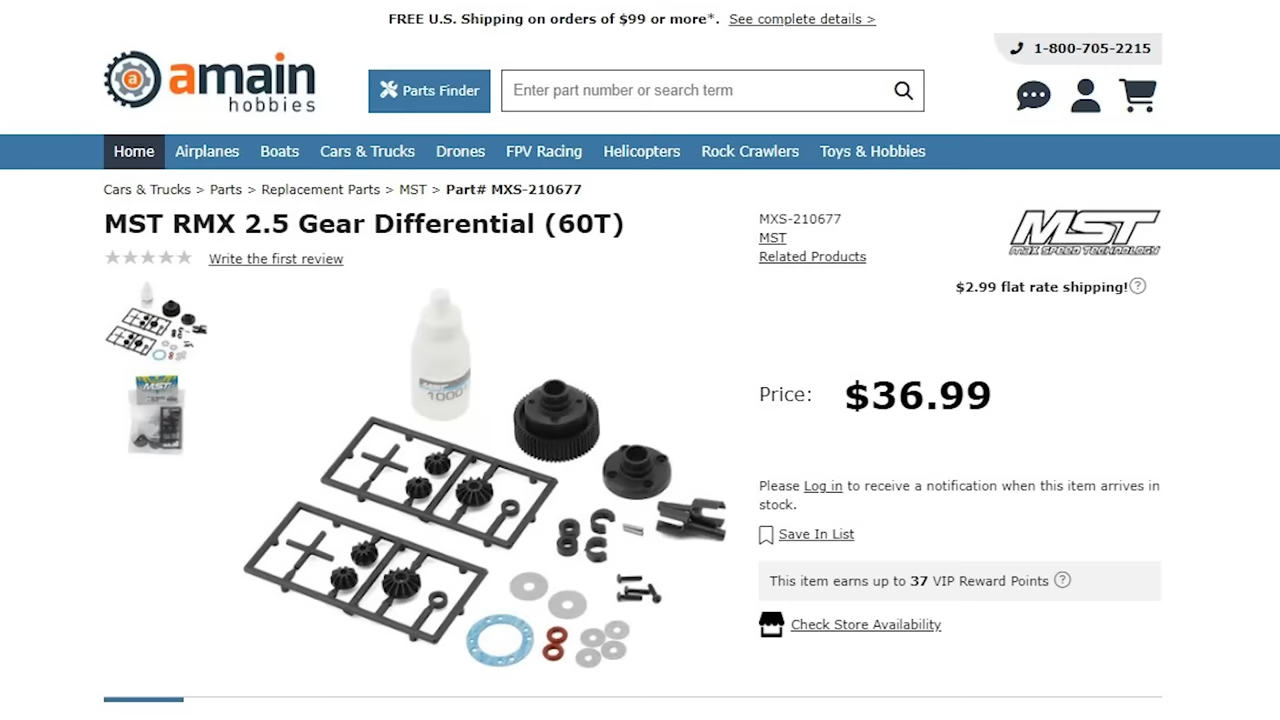 FREE U.S. Shipping on orders of $99 or more*. See complete details >
1-800-705-2215
a
amain
hobbies
Parts Finder
Enter part number or search term
Home Airplanes Boats Cars & Trucks Drones FPV Racing Helicopters Rock Crawlers Toys & Hobbies
Cars & Trucks > Parts > Replacement Parts > MST > Part# MXS-210677
MST RMX 2.5 Gear Differential (60T)
Write the first review
MXS-210677
MST
Related Products
MST
MAX SPEED TECHNOLOGY
$2.99 flat rate shipping! ?
MST
MST
1000
Price: $36.99
Please Log in to receive a notification when this item arrives in
stock.
Save In List
This item earns up to 37 VIP Reward Points ?
Check Store Availability